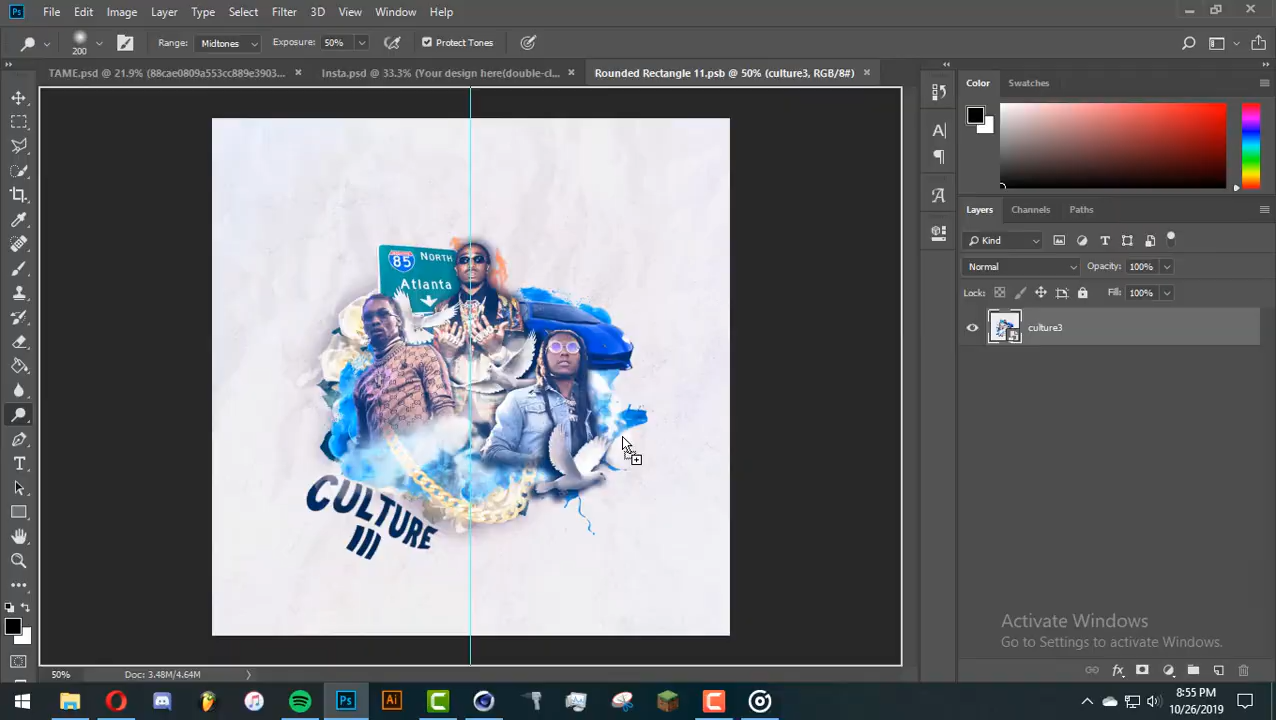 Ps File Edit Image Layer Type Select Filter 3D View Window Help
200 Range: Midtones Exposure: 50% Protect Tones
TAME.psd @ 21.9% (88cae0809a553cc889e3903... × Insta.psd @ 33.3% (Your design here(double-cl... × Rounded Rectangle 11.psb @ 50% (culture3, RGB/8#) ×
Color Swatches
Layers Channels Paths
Kind
Normal Opacity: 100%
Lock: Fill: 100%
culture3
85 NORTH
Atlanta
CULTURE
III
Activate Windows
Go to Settings to activate Windows.
50% Doc: 3.48M/4.64M
Ps Ai
8:55 PM
10/26/2019